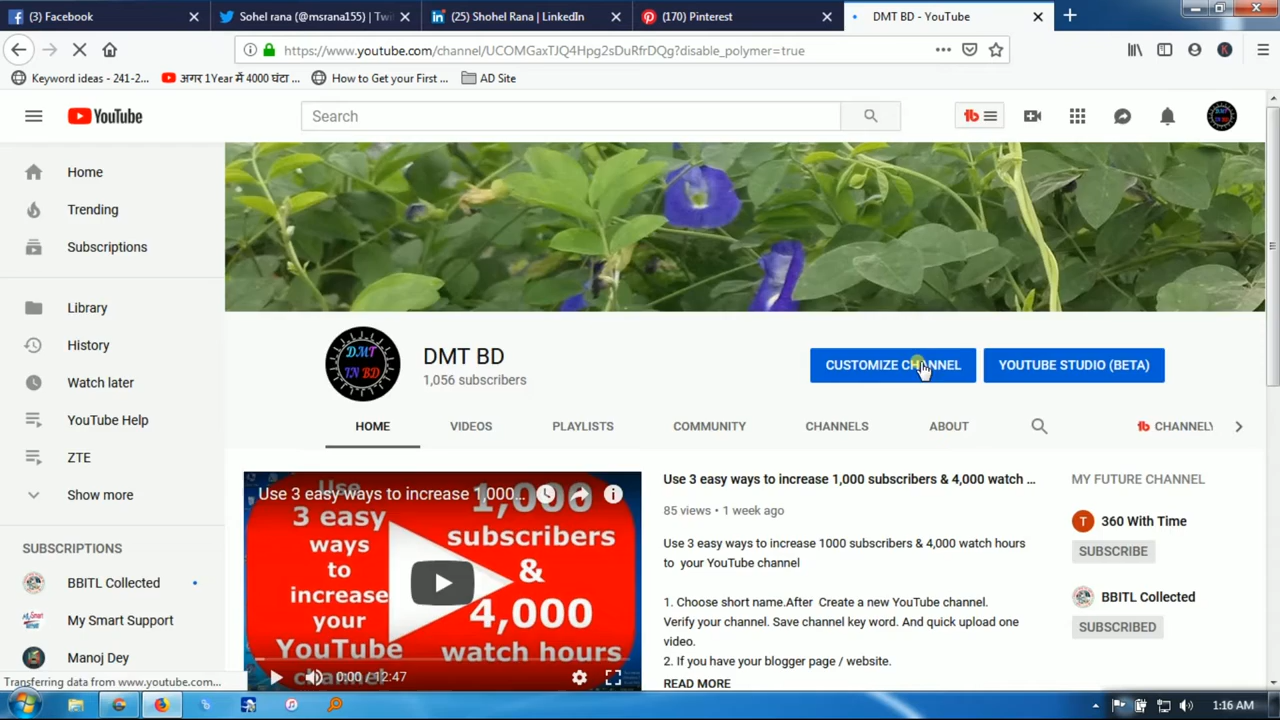 (3) Facebook
Sohel rana (@msrana155) | Twi
(25) Shohel Rana | LinkedIn
(170) Pinterest
DMT BD - YouTube
https://www.youtube.com/channel/UCOMGaxTJQ4Hpg2sDuRfrDQg?disable_polymer=true
Keyword ideas - 241-2...
अगर 1Year में 4000 घंटा ...
How to Get your First ...
AD Site
YouTube
Search
Home
Trending
Subscriptions
Library
History
Watch later
YouTube Help
ZTE
Show more
SUBSCRIPTIONS
BBITL Collected
My Smart Support
Manoj Dey
Transferring data from www.youtube.com...
DMT
IN BD
DMT BD
1,056 subscribers
CUSTOMIZE CHANNEL
YOUTUBE STUDIO (BETA)
HOME
VIDEOS
PLAYLISTS
COMMUNITY
CHANNELS
ABOUT
CHANNELY
Use 3 easy ways to increase 1,000...
Use
3 easy
ways
to
increase
your
YouTube
channel
1,000
subscribers
&
4,000
watch hours
0:00 / 12:47
Use 3 easy ways to increase 1,000 subscribers & 4,000 watch ...
85 views • 1 week ago
Use 3 easy ways to increase 1000 subscribers & 4,000 watch hours
to your YouTube channel
1. Choose short name.After Create a new YouTube channel.
Verify your channel. Save channel key word. And quick upload one
video.
2. If you have your blogger page / website.
READ MORE
MY FUTURE CHANNEL
T
360 With Time
SUBSCRIBE
BBITL Collected
SUBSCRIBED
1:16 AM